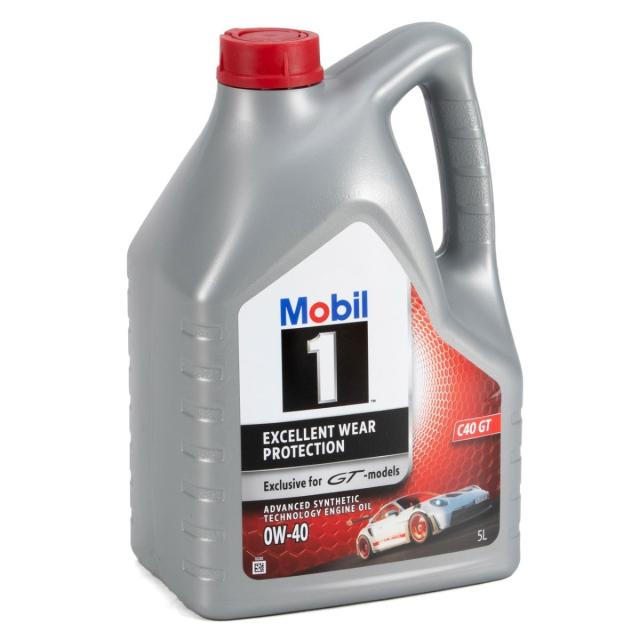 Mobil
1
EXCELLENT WEAR
PROTECTION
Exclusive for GT-models
ADVANCED SYNTHETIC
TECHNOLOGY ENGINE OIL
0W-40
C40 GT
5L